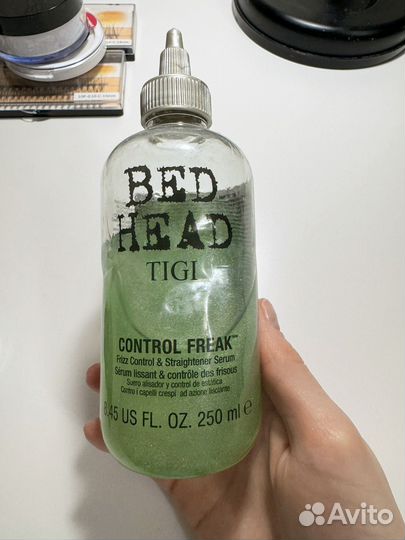 BED
HEAD
TIGI
CONTROL FREAK™
Frizz Control & Straightener Serum
Sérum lissant & contrôle des frisous
Suero alisador y control de estática
Contro i capelli crespi ad azione lisciante
8.45 US FL. OZ. 250 ml ℮
Avito